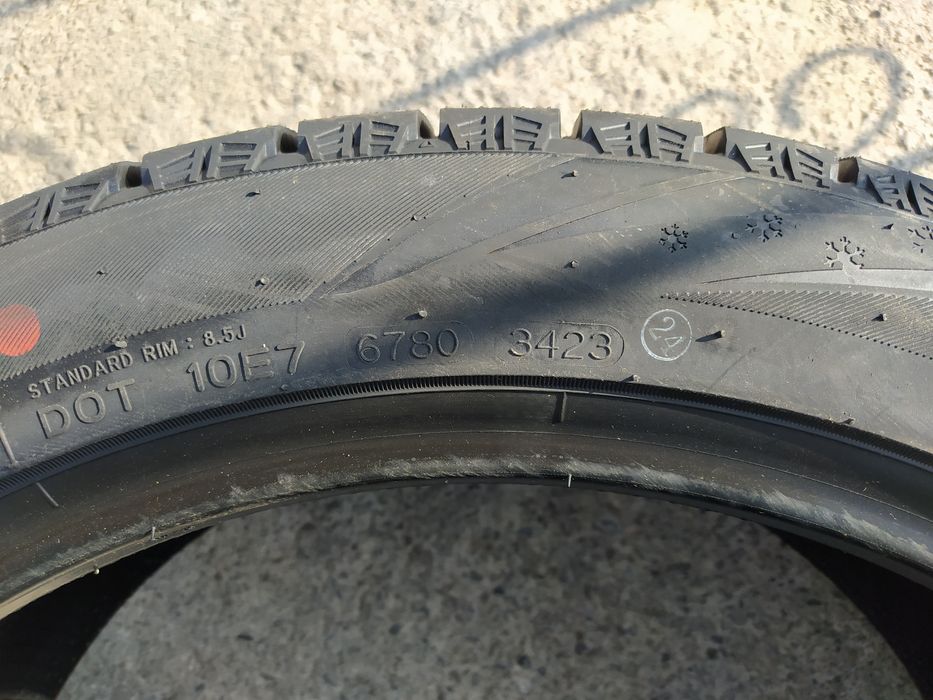 STANDARD RIM : 8.5J
DOT 10E7 6780 3423 24